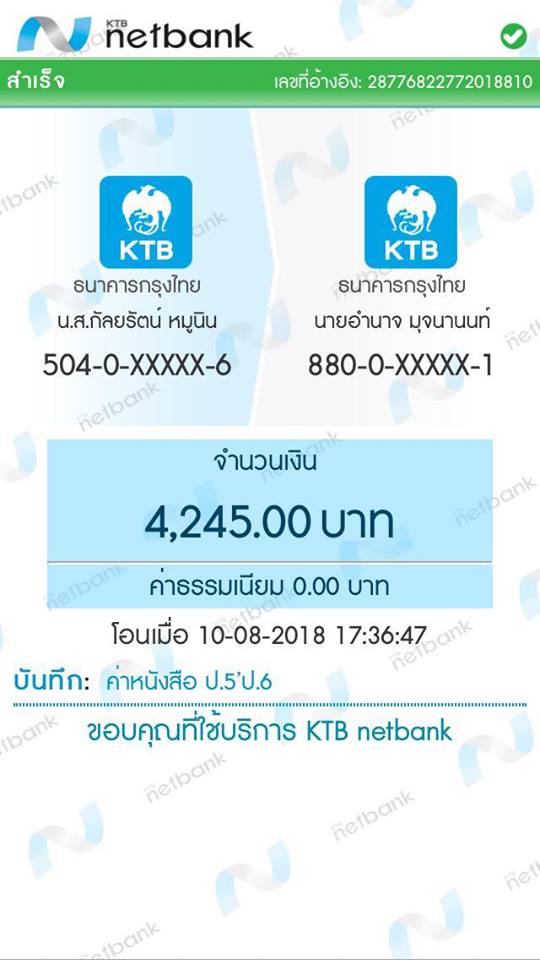 KTB
netbank
สำเร็จ
เลขที่อ้างอิง: 28776822772018810
KTB KTB
ธนาคารกรุงไทย ธนาคารกรุงไทย
น.ส.กัลยรัตน์ หมูนิน นายอำนาจ มุจนานนท์
504-0-XXXXX-6 880-0-XXXXX-1
จำนวนเงิน
4,245.00 บาท
ค่าธรรมเนียม 0.00 บาท
โอนเมื่อ 10-08-2018 17:36:47
บันทึก: ค่าหนังสือ ป.5'ป.6
ขอบคุณที่ใช้บริการ KTB netbank